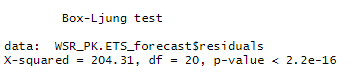 Box-Ljung test
data:  WSR_PK.ETS_forecast$residuals
X-squared = 204.31, df = 20, p-value < 2.2e-16